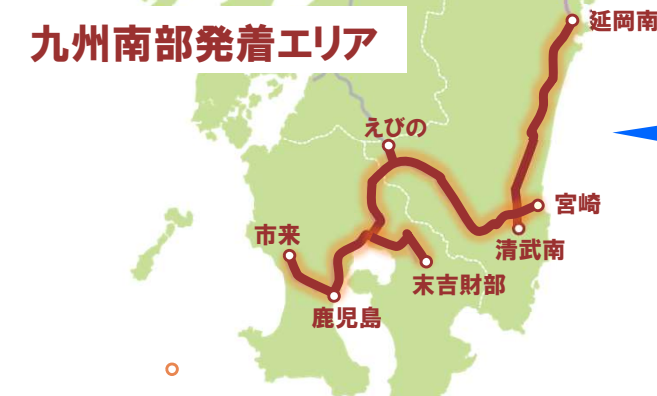 九州南部発着エリア
延岡南
えびの
宮崎
市来
清武南
末吉財部
鹿児島